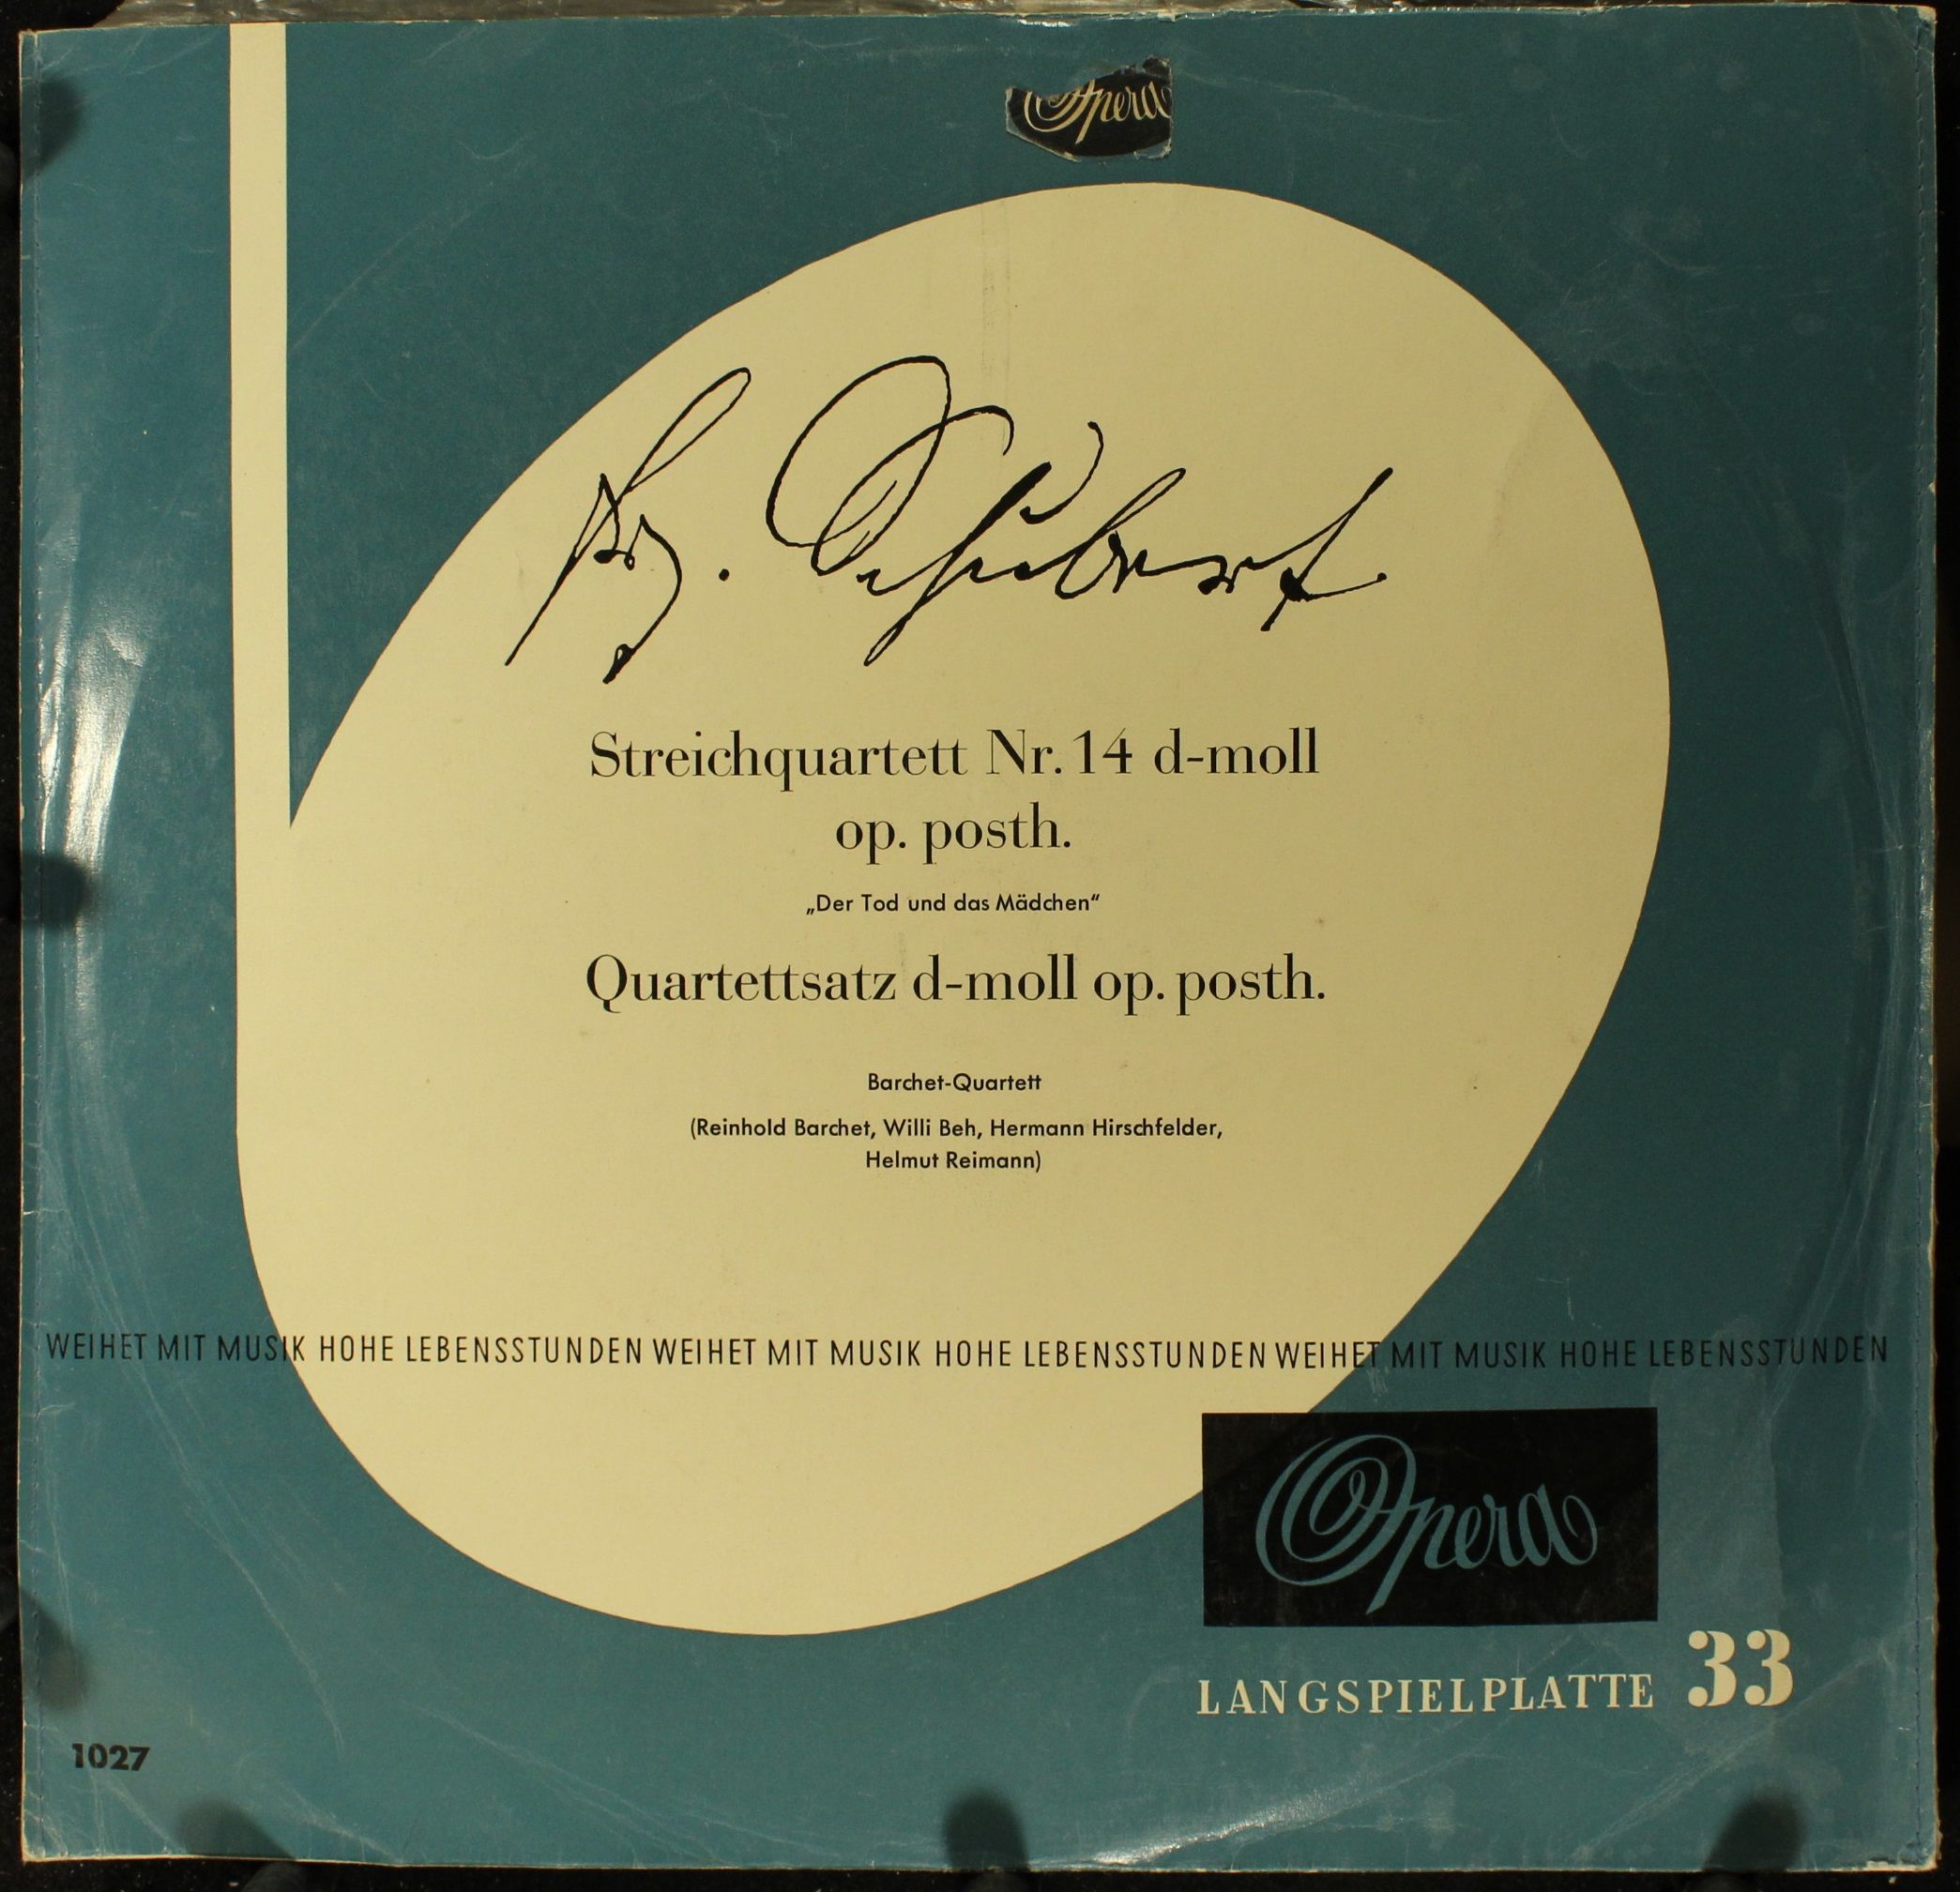 Opera
Frz. Schubert
Streichquartett Nr. 14 d-moll
op. posth.
„Der Tod und das Mädchen“
Quartettsatz d-moll op. posth.
Barchet-Quartett
(Reinhold Barchet, Willi Beh, Hermann Hirschfelder,
Helmut Reimann)
WEIHET MIT MUSIK HOHE LEBENSSTUNDEN WEIHET MIT MUSIK HOHE LEBENSSTUNDEN WEIHET MIT MUSIK HOHE LEBENSSTUNDEN
Opera
LANGSPIELPLATTE 33
1027